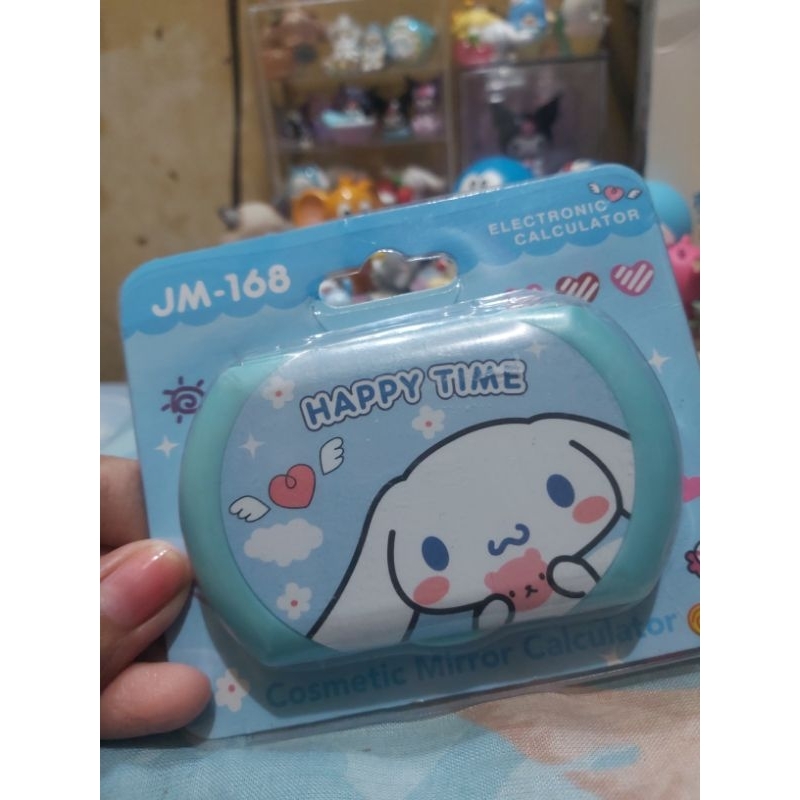 JM-168
ELECTRONIC
CALCULATOR
HAPPY TIME
Cosmetic Mirror Calculator